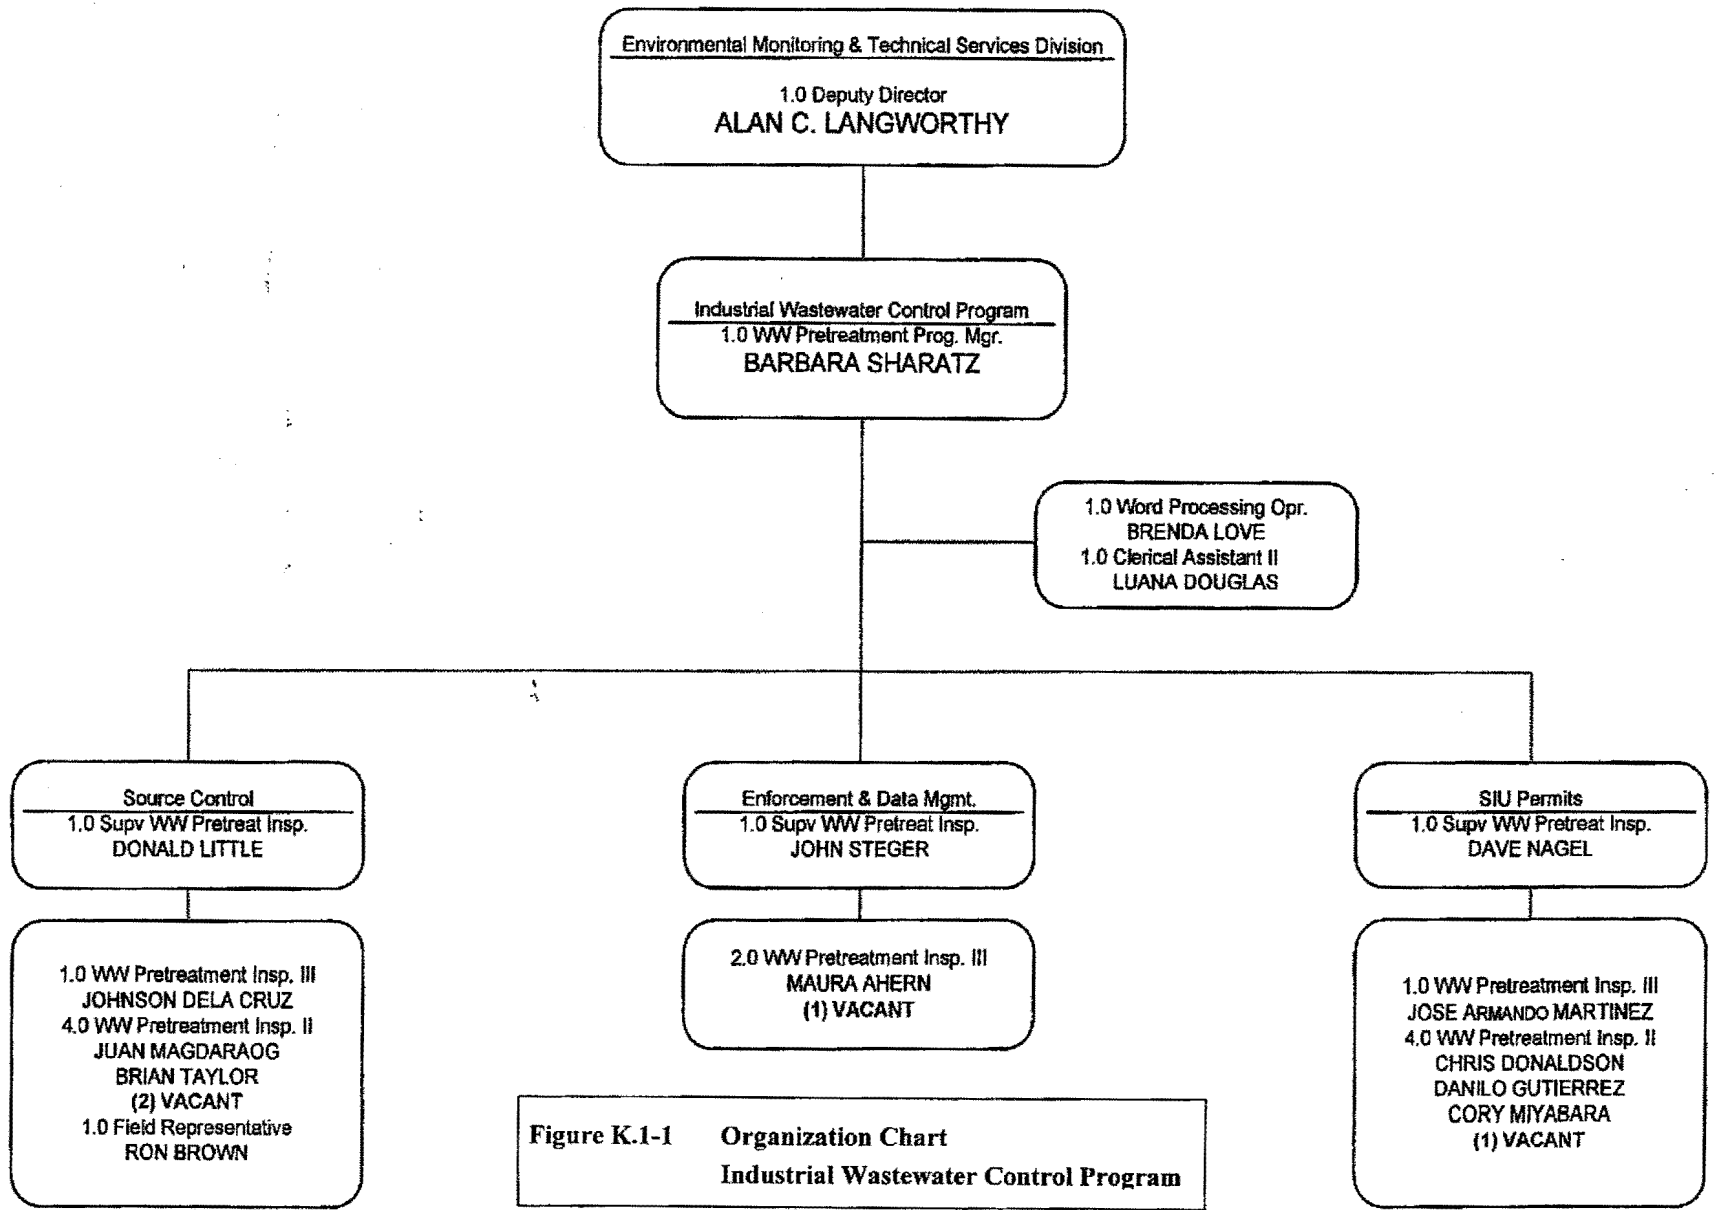 Environmental Monitoring & Technical Services Division
1.0 Deputy Director
ALAN C. LANGWORTHY
Industrial Wastewater Control Program
1.0 WW Pretreatment Prog. Mgr.
BARBARA SHARATZ
1.0 Word Processing Opr.
BRENDA LOVE
1.0 Clerical Assistant II
LUANA DOUGLAS
Source Control
1.0 Supv WW Pretreat Insp.
DONALD LITTLE
1.0 WW Pretreatment Insp. III
JOHNSON DELA CRUZ
4.0 WW Pretreatment Insp. II
JUAN MAGDARAOG
BRIAN TAYLOR
(2) VACANT
1.0 Field Representative
RON BROWN
Enforcement & Data Mgmt.
1.0 Supv WW Pretreat Insp.
JOHN STEGER
2.0 WW Pretreatment Insp. III
MAURA AHERN
(1) VACANT
SIU Permits
1.0 Supv WW Pretreat Insp.
DAVE NAGEL
1.0 WW Pretreatment Insp. III
JOSE ARMANDO MARTINEZ
4.0 WW Pretreatment Insp. II
CHRIS DONALDSON
DANILO GUTIERREZ
CORY MIYABARA
(1) VACANT
Figure K.1-1 Organization Chart
Industrial Wastewater Control Program